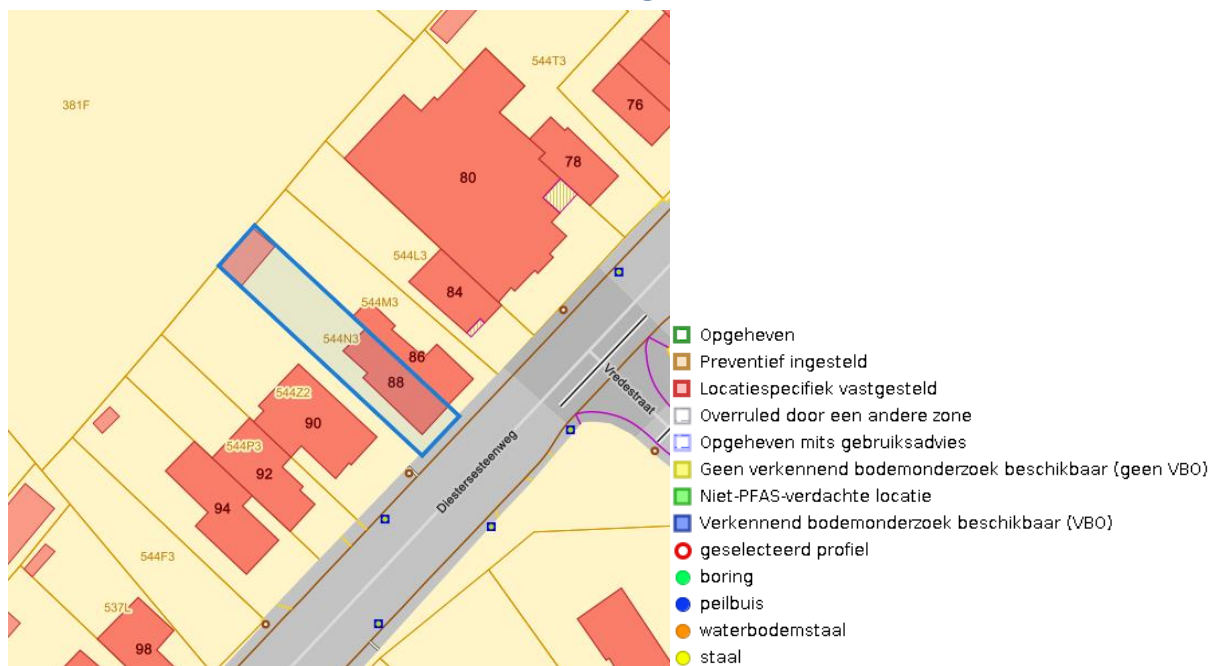 544T3
381F
76
78
80
544L3
84
544M3
544N3
86
88
Vredestraat
544Z2
90
544P3
92
94
Diestersesteenweg
544F3
537L
98
Opgeheven
Preventief ingesteld
Locatiespecifiek vastgesteld
Overruled door een andere zone
Opgeheven mits gebruiksadvies
Geen verkennend bodemonderzoek beschikbaar (geen VBO)
Niet-PFAS-verdachte locatie
Verkennend bodemonderzoek beschikbaar (VBO)
geselecteerd profiel
boring
peilbuis
waterbodemstaal
staal